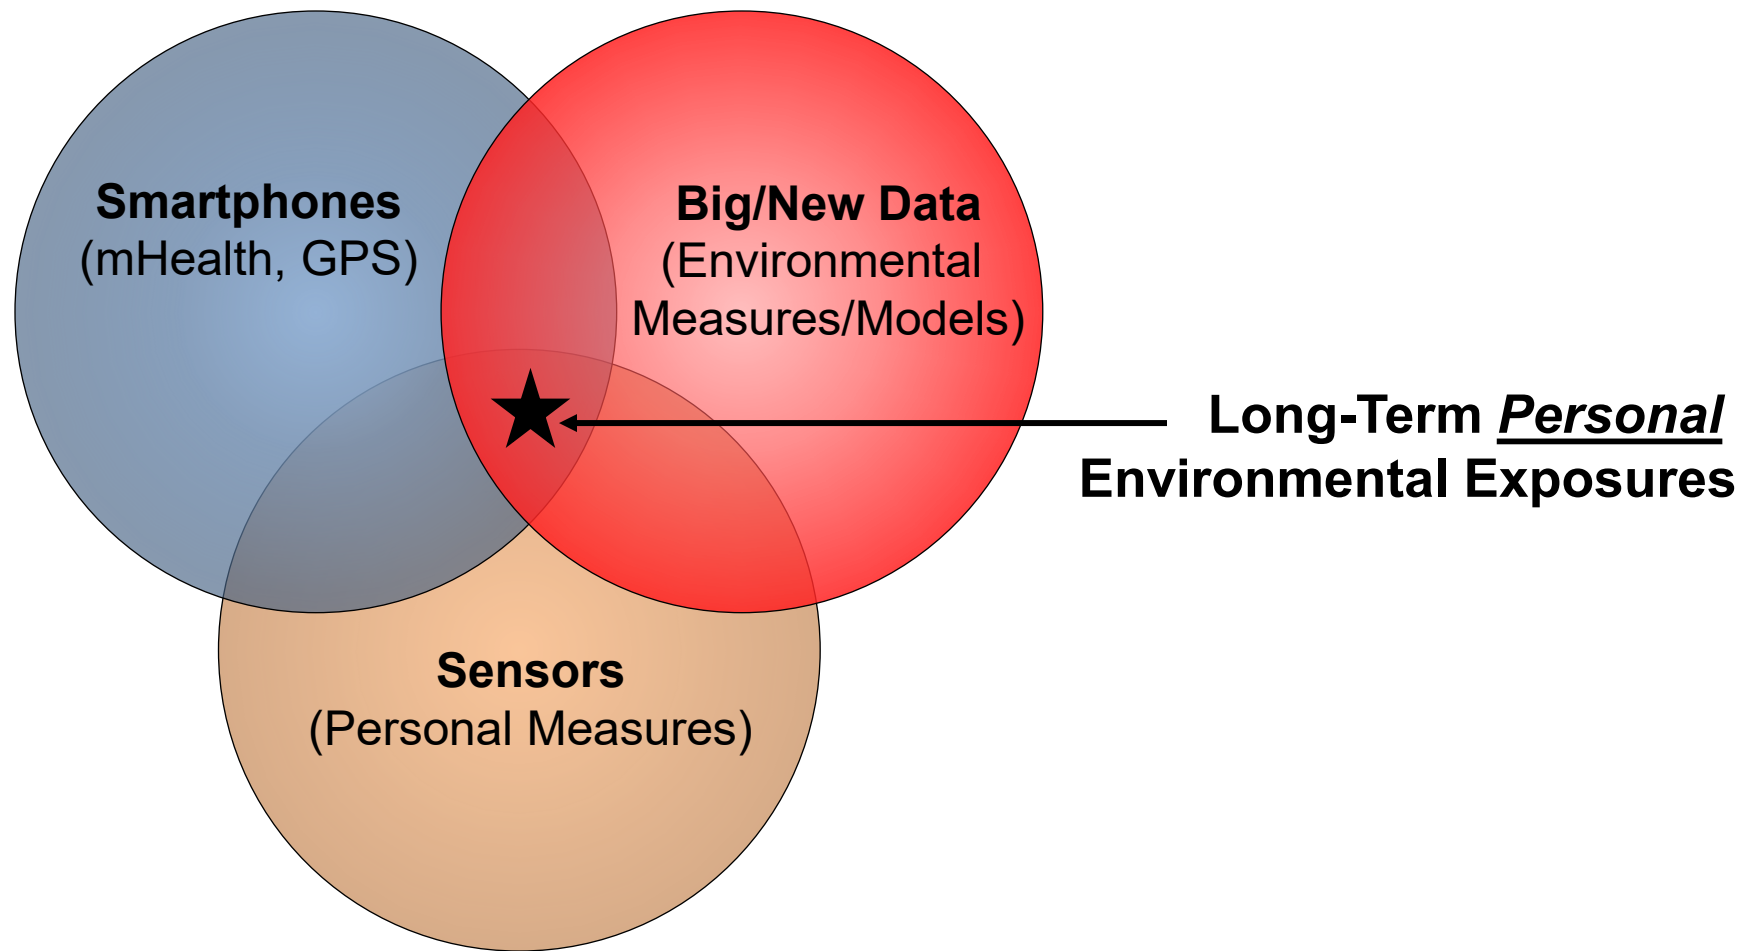 Smartphones
(mHealth, GPS)
Big/New Data
(Environmental
Measures/Models)
Long-Term Personal
Environmental Exposures
Sensors
(Personal Measures)